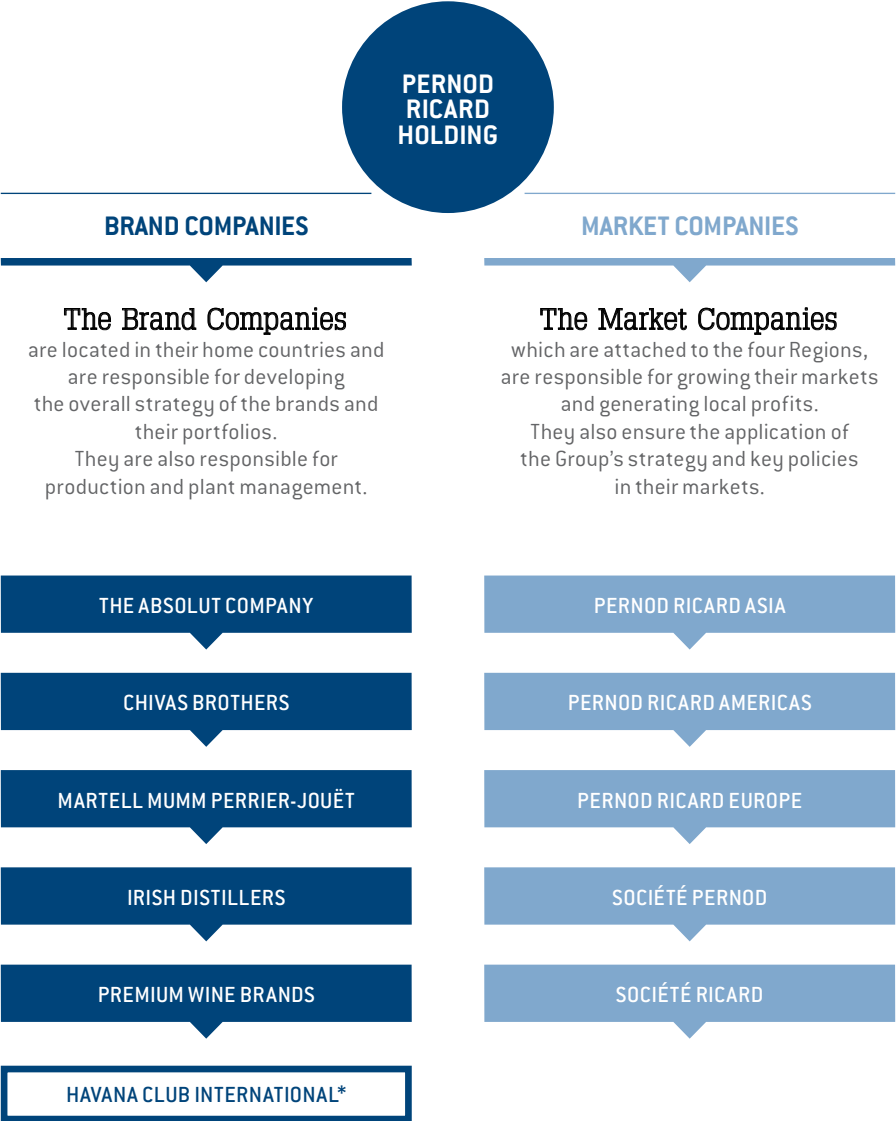 PERNOD
RICARD
HOLDING
BRAND COMPANIES
The Brand Companies
are located in their home countries and
are responsible for developing
the overall strategy of the brands and
their portfolios.
They are also responsible for
production and plant management.
THE ABSOLUT COMPANY
CHIVAS BROTHERS
MARTELL MUMM PERRIER-JOUËT
IRISH DISTILLERS
PREMIUM WINE BRANDS
HAVANA CLUB INTERNATIONAL*
MARKET COMPANIES
The Market Companies
which are attached to the four Regions,
are responsible for growing their markets
and generating local profits.
They also ensure the application of
the Group’s strategy and key policies
in their markets.
PERNOD RICARD ASIA
PERNOD RICARD AMERICAS
PERNOD RICARD EUROPE
SOCIÉTÉ PERNOD
SOCIÉTÉ RICARD